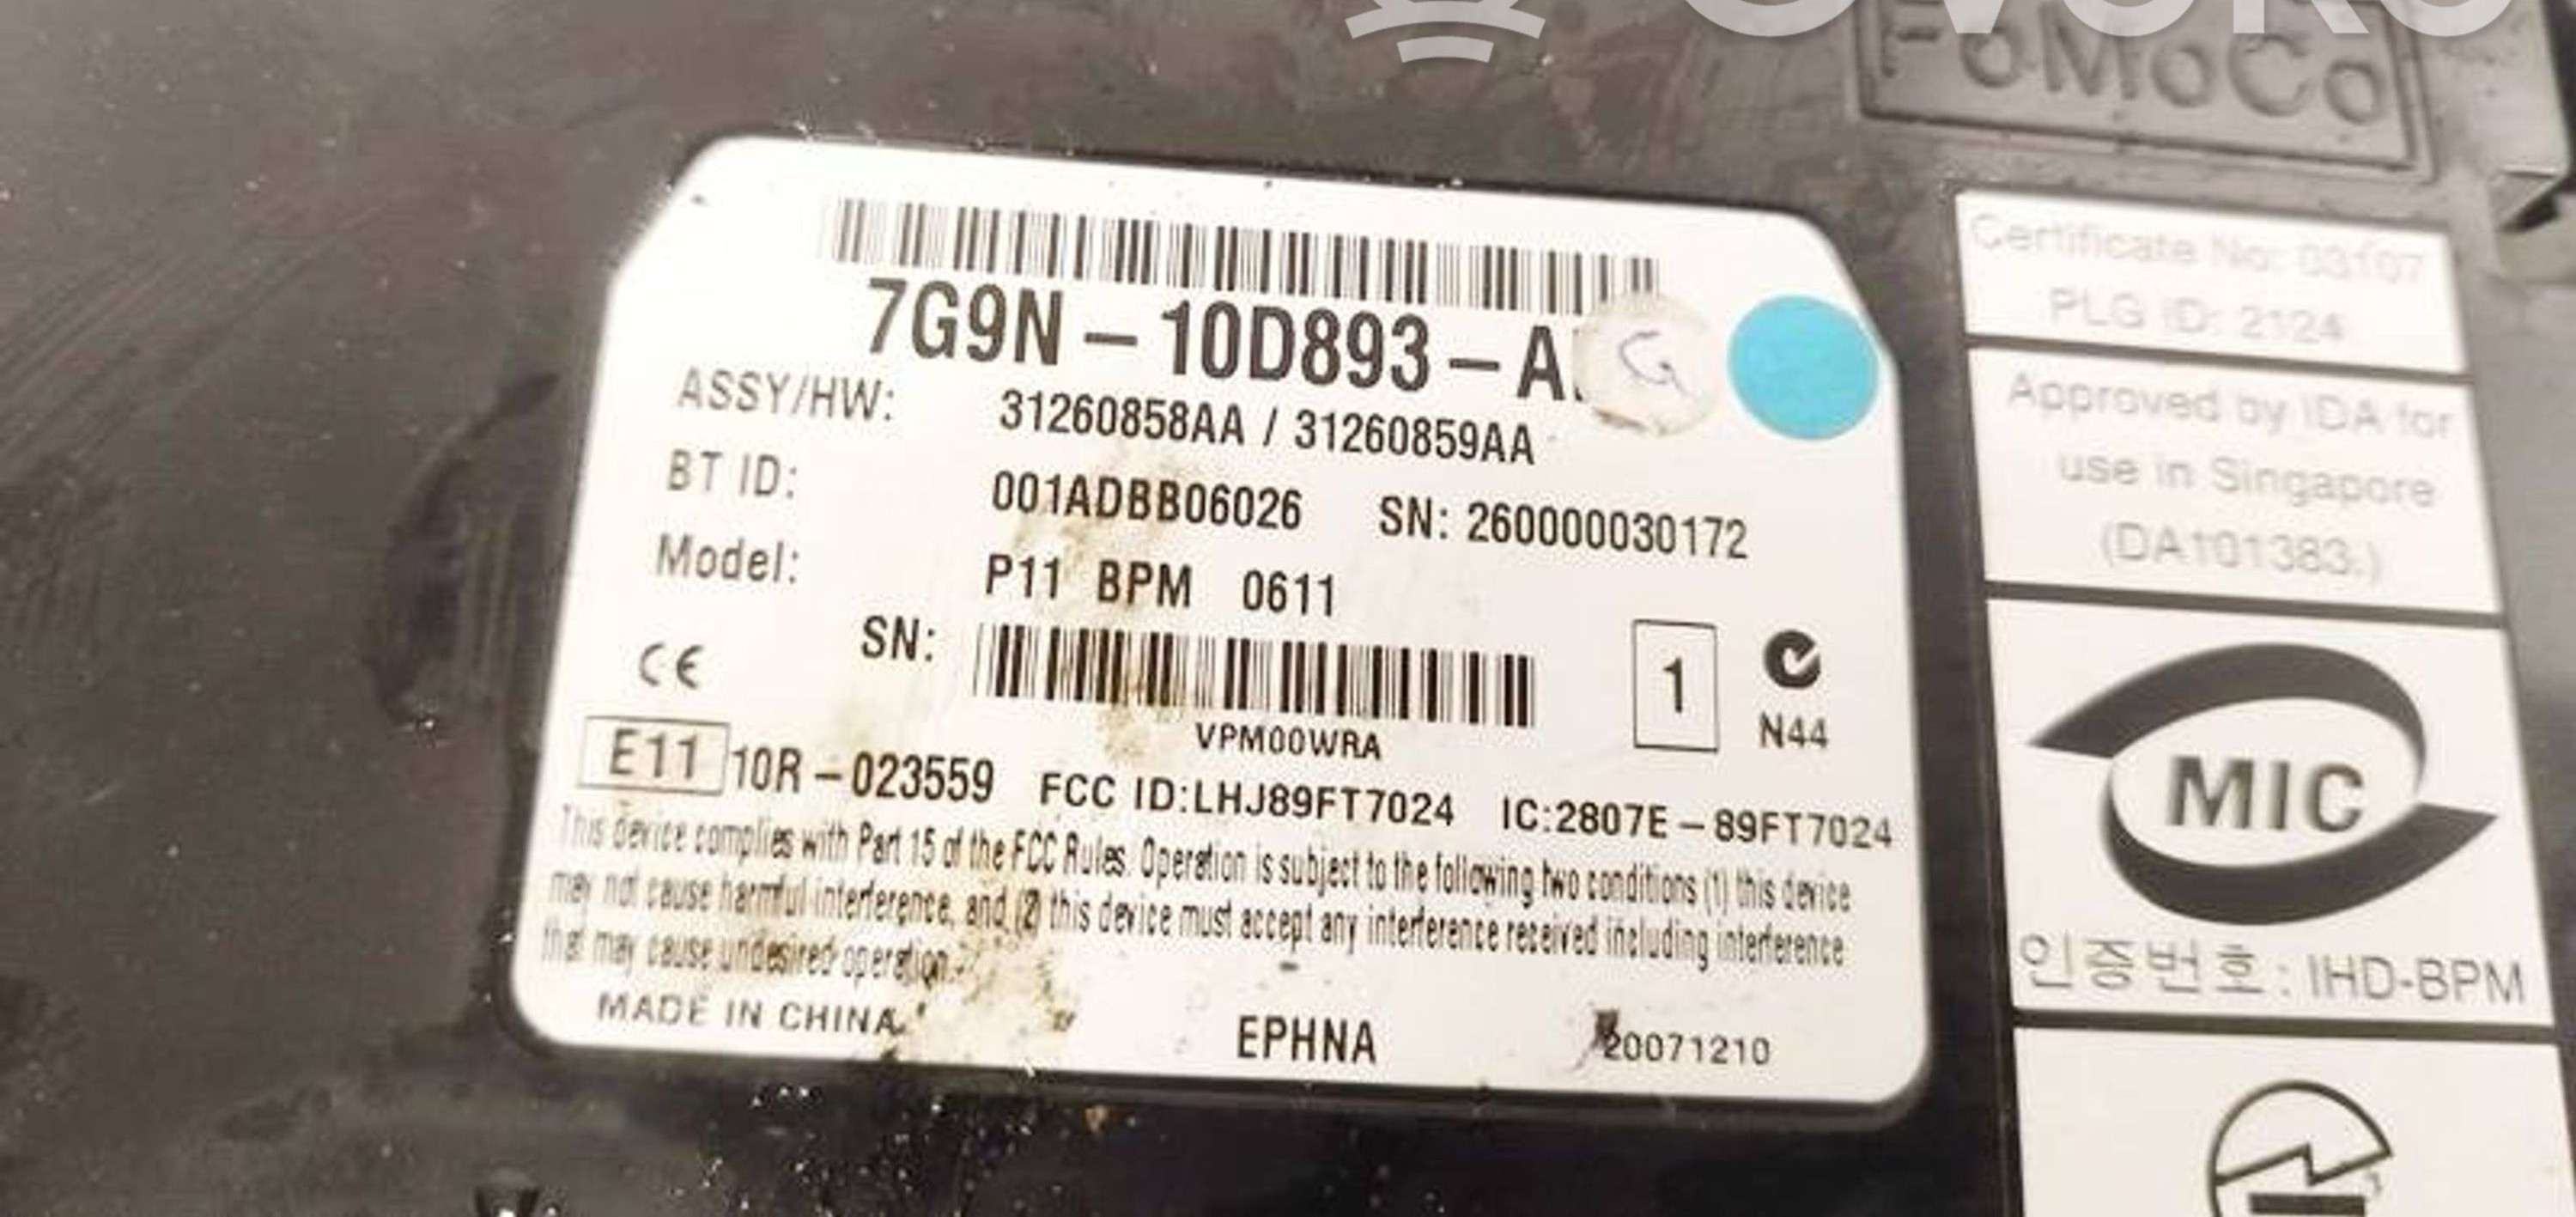 FoMoCo
7G9N-10D893-A
G
ASSY/HW: 31260858AA / 31260859AA
BT ID: 001ADBB06026 SN: 260000030172
Model: P11 BPM 0611
SN:
VPM00WRA
1
N44
CE
E11 10R-023559 FCC ID:LHJ89FT7024 IC:2807E-89FT7024
This device complies with Part 15 of the FCC Rules. Operation is subject to the following two conditions (1) this device
may not cause harmful interference, and (2) this device must accept any interference received including interference
that may cause undesired operation.
MADE IN CHINA
EPHNA
20071210
Certificate No: 03107
PLG ID: 2124
Approved by IDA for
use in Singapore
(DA101383.)
MIC
인증번호: IHD-BPM